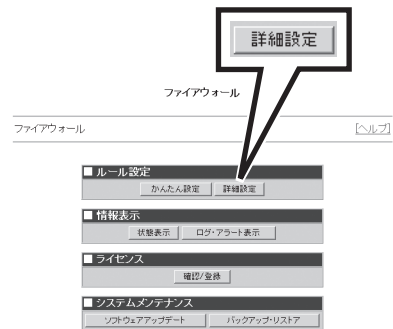 詳細設定
ファイアウォール
ファイアウォール [ヘルプ]
■ ルール設定
かんたん設定 詳細設定
■ 情報表示
状態表示 ログ・アラート表示
■ ライセンス
確認/登録
■ システムメンテナンス
ソフトウェアアップデート バックアップ・リストア